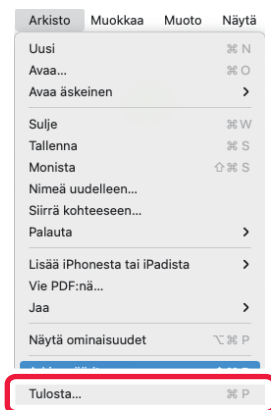 Arkisto Muokkaa Muoto Näytä
Uusi ⌘ N
Avaa... ⌘ O
Avaa äskeinen >
Sulje ⌘ W
Tallenna ⌘ S
Monista ⇧ ⌘ S
Nimeä uudelleen...
Siirrä kohteeseen...
Palauta >
Lisää iPhonesta tai iPadista >
Vie PDF:nä...
Jaa >
Näytä ominaisuudet ⌥ ⌘ P
Tulosta... ⌘ P